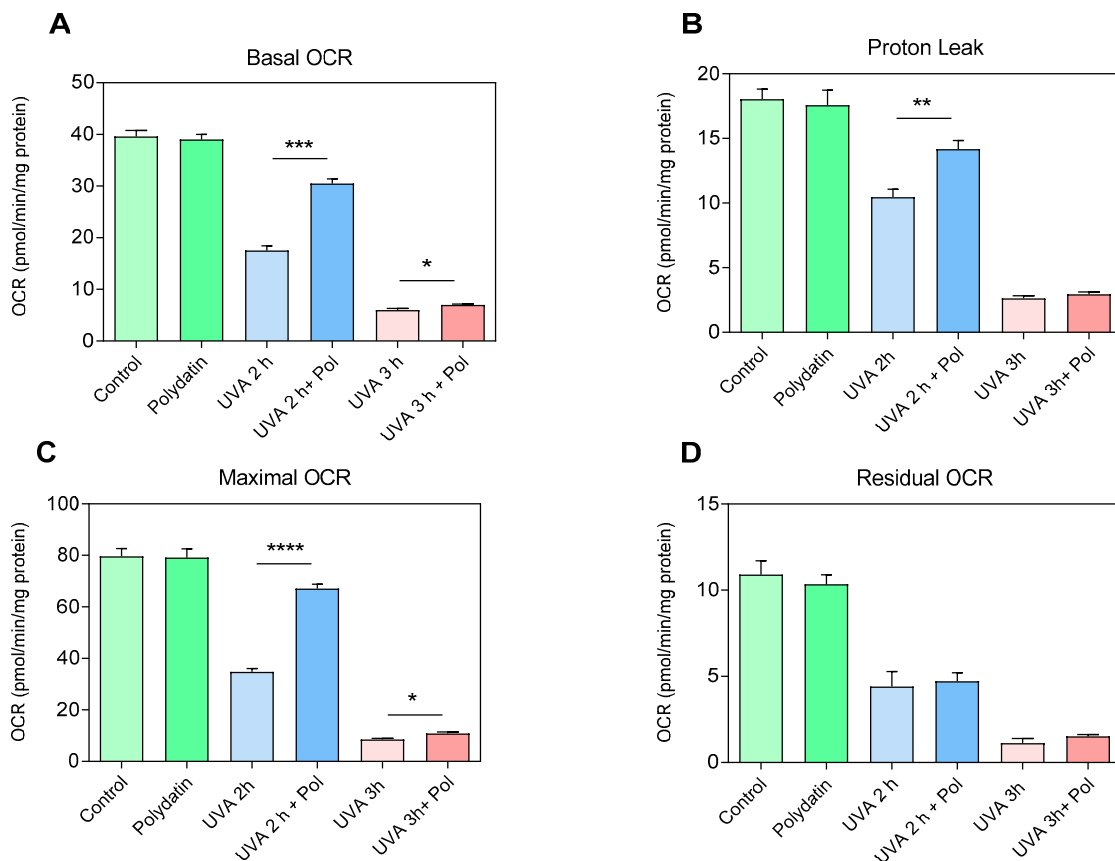 A
Basal OCR
OCR (pmol/min/mg protein)
50
40
30
20
10
0
***
*
Control
Polydatin
UVA 2 h
UVA 2 h+ Pol
UVA 3 h
UVA 3 h + Pol
B
Proton Leak
OCR (pmol/min/mg protein)
20
15
10
5
0
**
Control
Polydatin
UVA 2h
UVA 2 h + Pol
UVA 3h
UVA 3h+ Pol
C
Maximal OCR
OCR (pmol/min/mg protein)
100
80
60
40
20
0
****
*
Control
Polydatin
UVA 2h
UVA 2 h + Pol
UVA 3h
UVA 3h+ Pol
D
Residual OCR
OCR (pmol/min/mg protein)
15
10
5
0
Control
Polydatin
UVA 2 h
UVA 2 h + Pol
UVA 3h
UVA 3h+ Pol